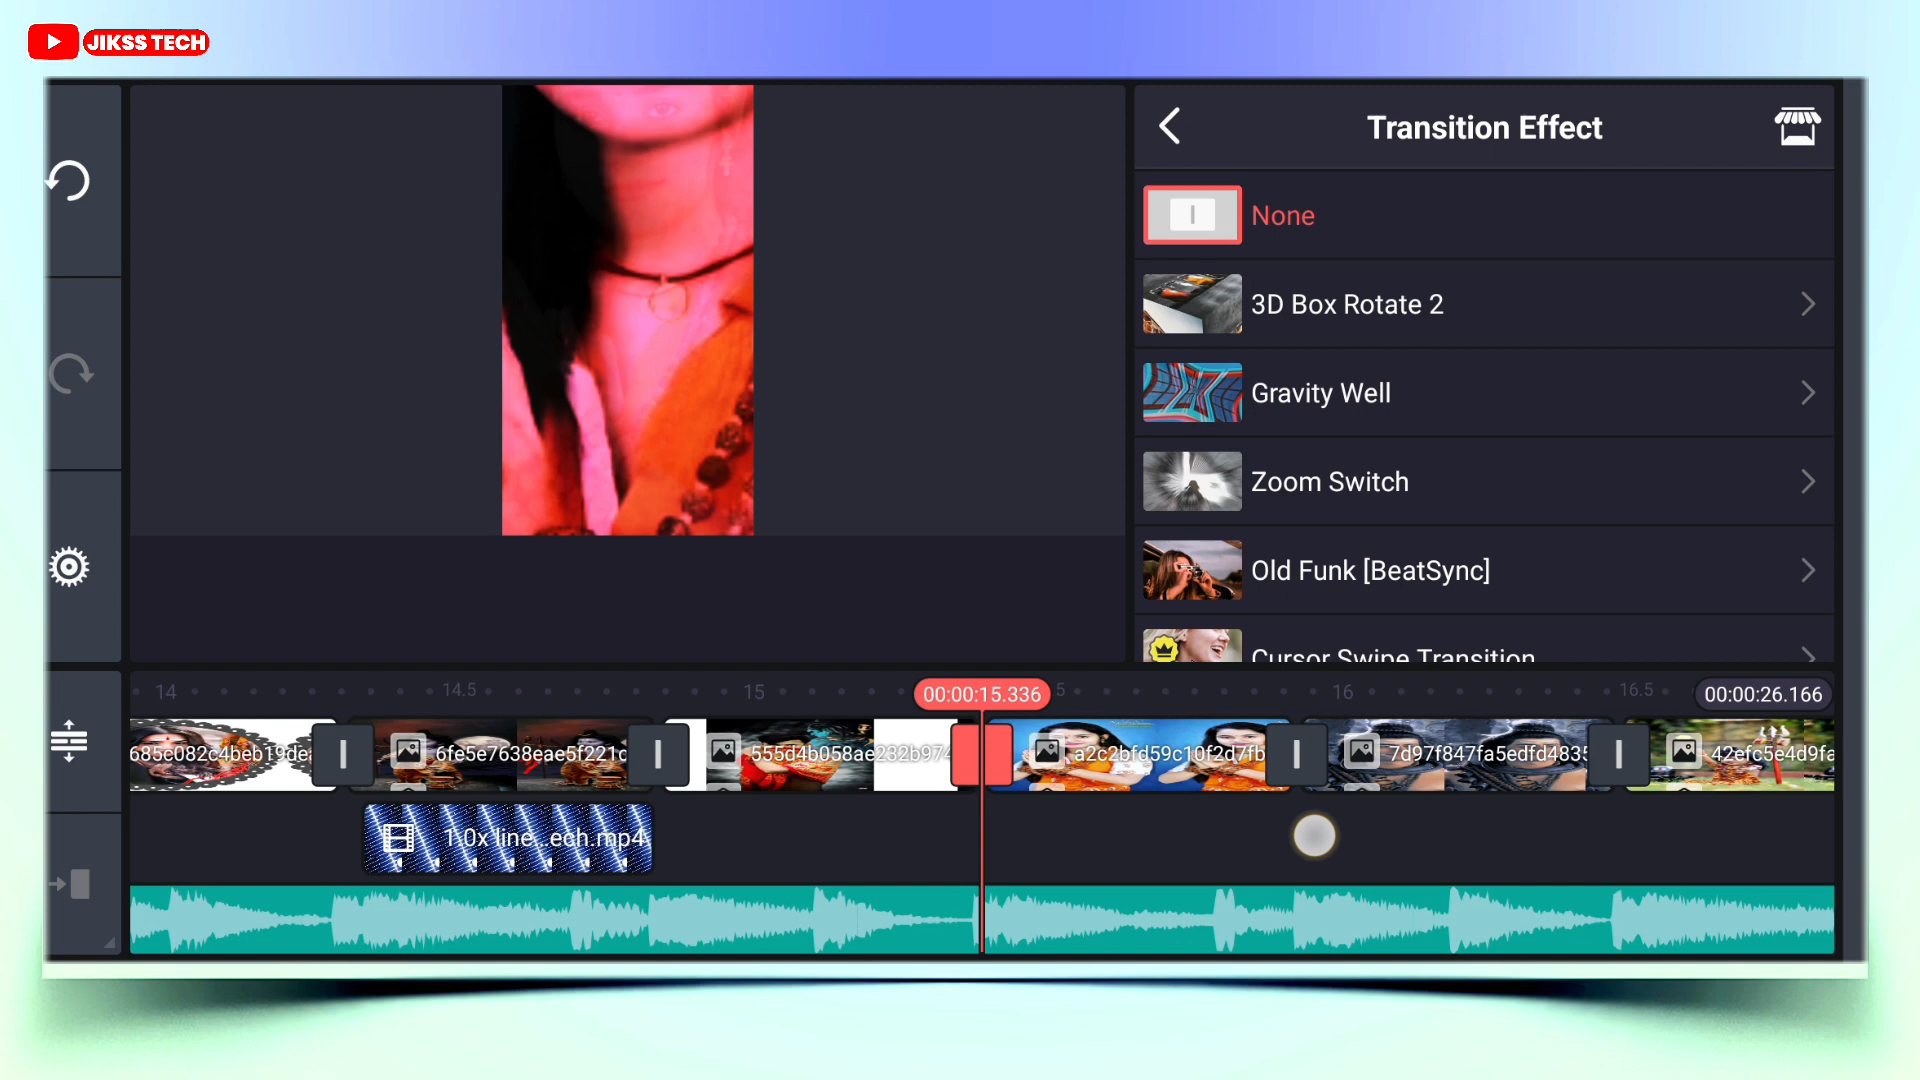 JIKSS TECH
Transition Effect
None
3D Box Rotate 2
Gravity Well
Zoom Switch
Old Funk [BeatSync]
Cursor Swipe Transition
14
14.5
15
00:00:15.336
5
16
16.5
00:00:26.166
685c082c4beb19de
6fe5e7638eae5f221c
555d4b058ae232b974
a2c2bfd59c10f2d7fb
7d97f847fa5edfd4835
42efc5e4d9fa
1.0x line...ech.mp4